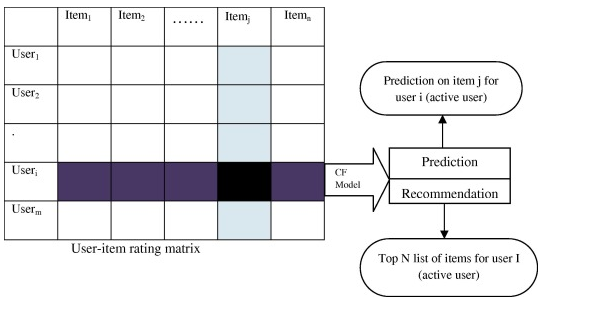 Item₁ Item₂ ...... Itemⱼ Itemₙ
User₁
User₂
.
Userᵢ
Userₘ
User-item rating matrix
CF
Model
Prediction on item j for
user i (active user)
Prediction
Recommendation
Top N list of items for user I
(active user)